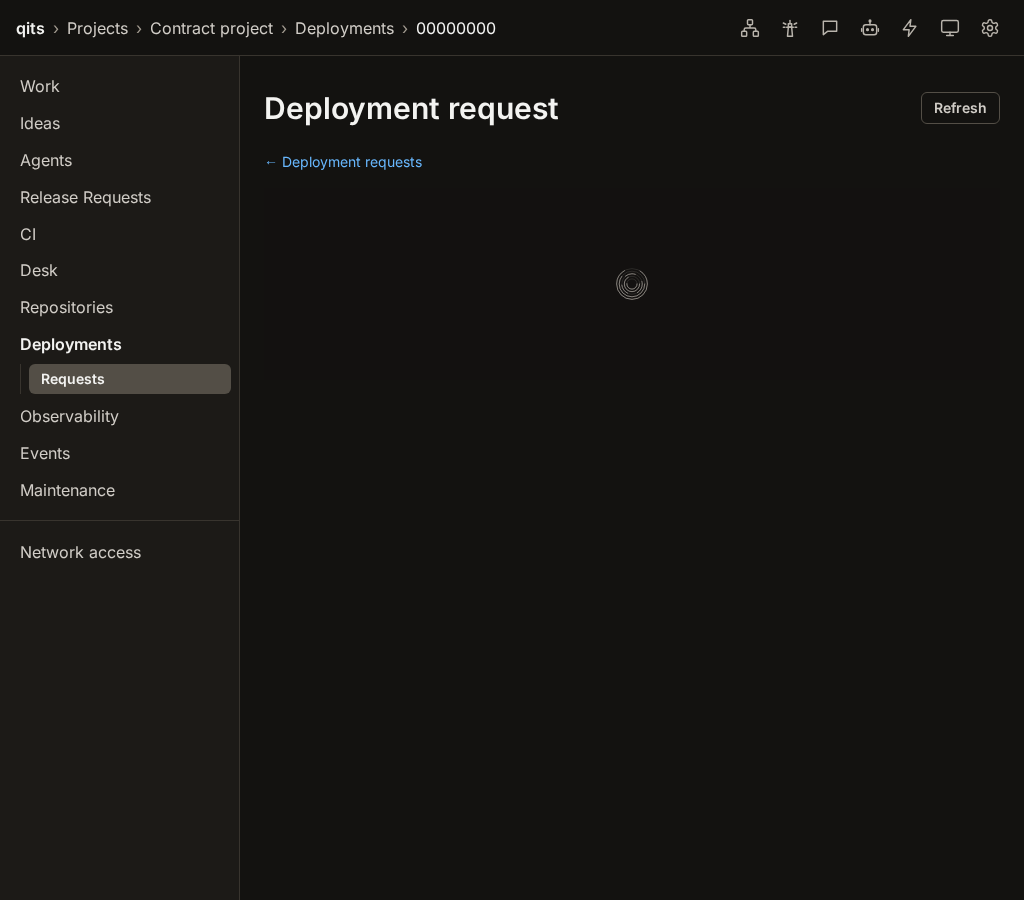 qits › Projects › Contract project › Deployments › 00000000
Work
Ideas
Agents
Release Requests
CI
Desk
Repositories
Deployments
Requests
Observability
Events
Maintenance
Network access
Deployment request
Refresh
← Deployment requests